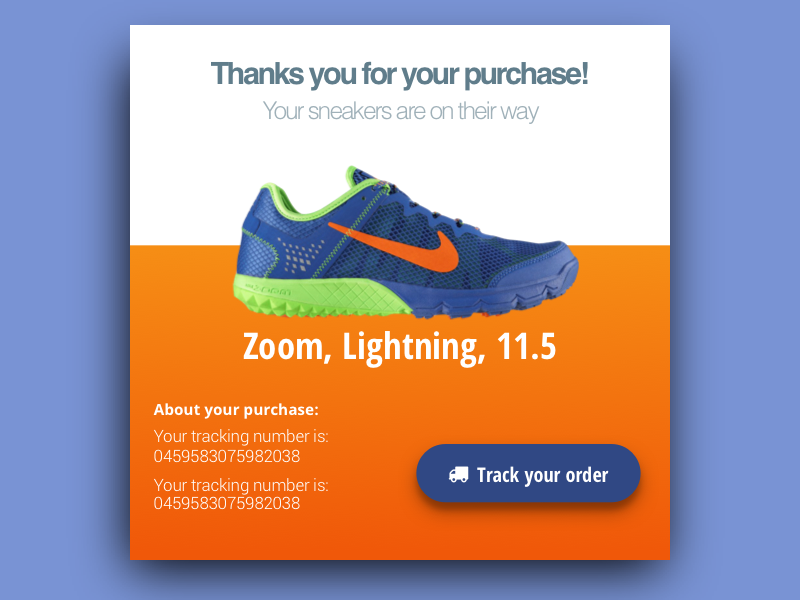 Thanks you for your purchase!
Your sneakers are on their way
Zoom, Lightning, 11.5
About your purchase:
Your tracking number is:
0459583075982038
Your tracking number is:
0459583075982038
Track your order